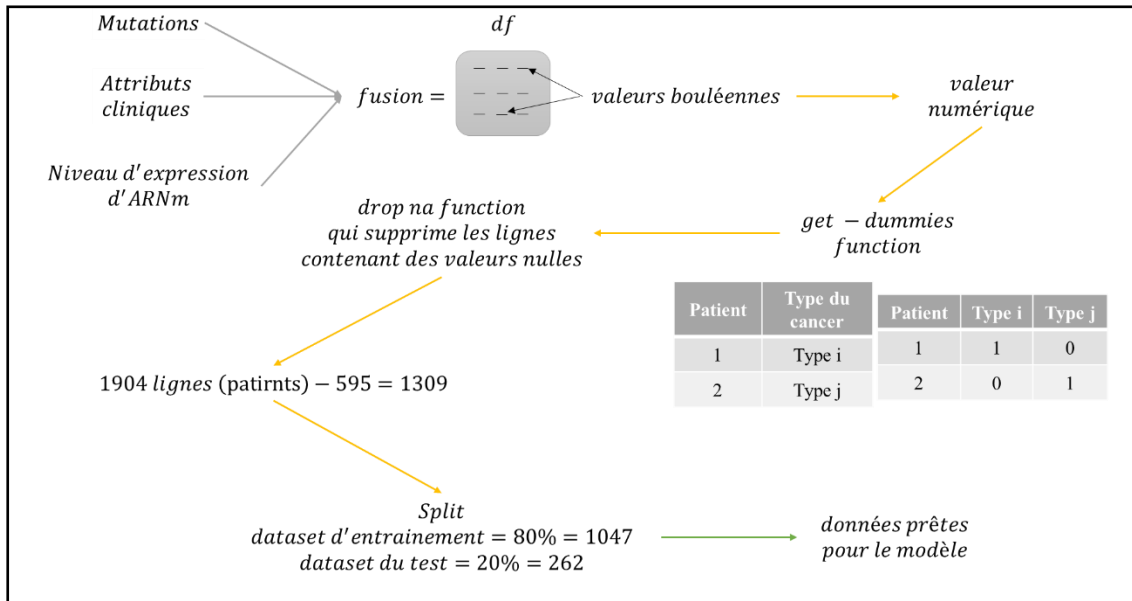 Mutations
Attributs
cliniques
Niveau d'expression
d'ARNm
fusion =
df
valeurs bouléennes
valeur
numérique
get − dummies
function
drop na function
qui supprime les lignes
contenant des valeurs nulles
Patient Type du cancer
1 Type i
2 Type j
Patient Type i Type j
1 1 0
2 0 1
1904 lignes (patirnts) − 595 = 1309
Split
dataset d'entrainement = 80% = 1047
dataset du test = 20% = 262
données prêtes
pour le modèle